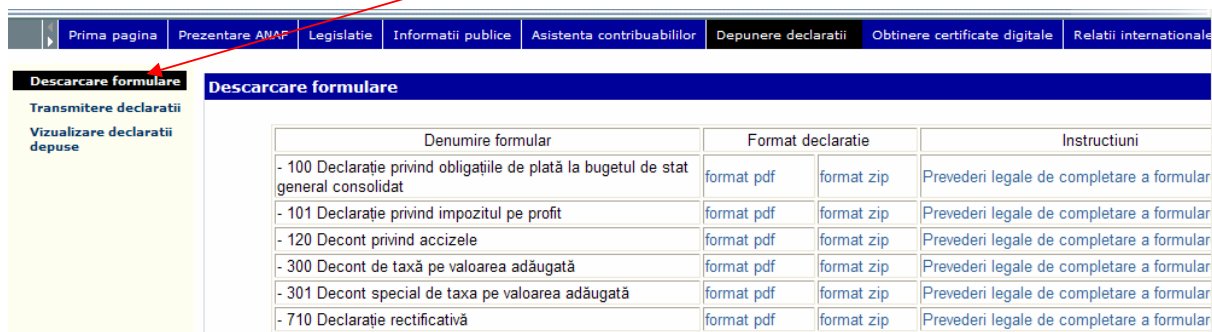 Prima pagina Prezentare ANAF Legislatie Informatii publice Asistenta contribuabililor Depunere declaratii Obtinere certificate digitale Relatii internationale
Descarcare formulare
Transmitere declaratii
Vizualizare declaratii
depuse
Descarcare formulare
Denumire formular Format declaratie Instructiuni
- 100 Declarație privind obligațiile de plată la bugetul de stat
general consolidat format pdf format zip Prevederi legale de completare a formular
- 101 Declarație privind impozitul pe profit format pdf format zip Prevederi legale de completare a formular
- 120 Decont privind accizele format pdf format zip Prevederi legale de completare a formular
- 300 Decont de taxă pe valoarea adăugată format pdf format zip Prevederi legale de completare a formular
- 301 Decont special de taxa pe valoarea adăugată format pdf format zip Prevederi legale de completare a formular
- 710 Declarație rectificativă format pdf format zip Prevederi legale de completare a formular